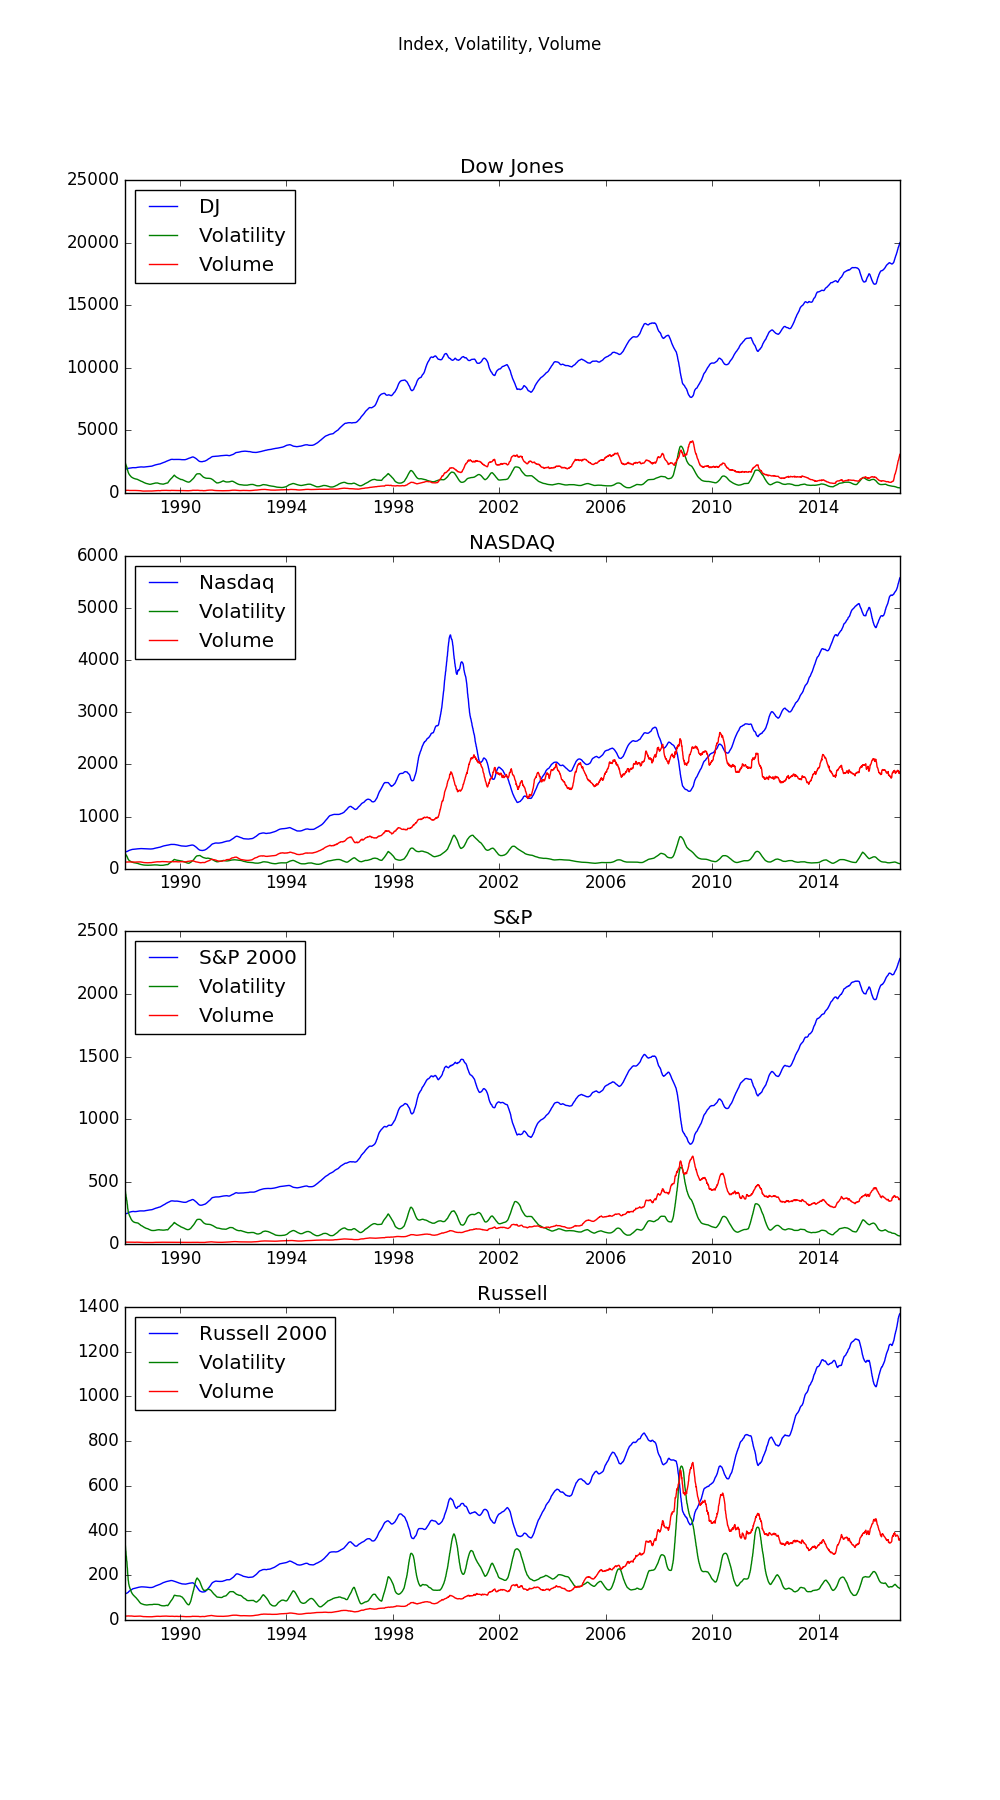 Index, Volatility, Volume
Dow Jones
25000
20000
15000
10000
5000
0
DJ
Volatility
Volume
1990 1994 1998 2002 2006 2010 2014
NASDAQ
6000
5000
4000
3000
2000
1000
0
Nasdaq
Volatility
Volume
1990 1994 1998 2002 2006 2010 2014
S&P
2500
2000
1500
1000
500
0
S&P 2000
Volatility
Volume
1990 1994 1998 2002 2006 2010 2014
Russell
1400
1200
1000
800
600
400
200
0
Russell 2000
Volatility
Volume
1990 1994 1998 2002 2006 2010 2014